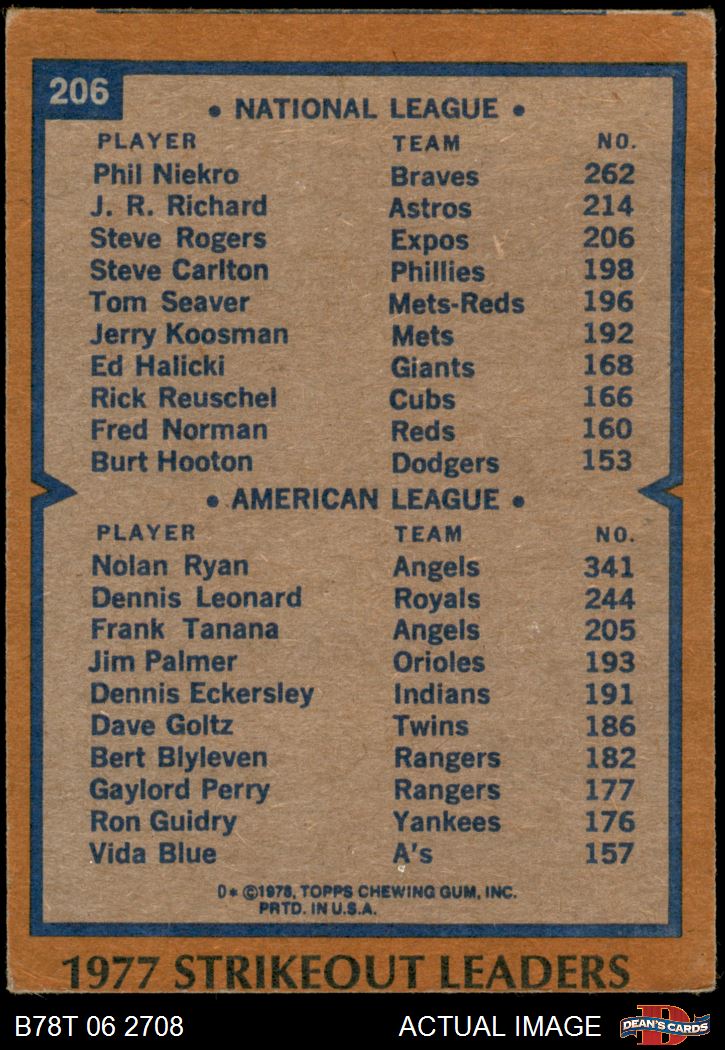 206
• NATIONAL LEAGUE •
PLAYER TEAM NO.
Phil Niekro Braves 262
J. R. Richard Astros 214
Steve Rogers Expos 206
Steve Carlton Phillies 198
Tom Seaver Mets-Reds 196
Jerry Koosman Mets 192
Ed Halicki Giants 168
Rick Reuschel Cubs 166
Fred Norman Reds 160
Burt Hooton Dodgers 153
• AMERICAN LEAGUE •
PLAYER TEAM NO.
Nolan Ryan Angels 341
Dennis Leonard Royals 244
Frank Tanana Angels 205
Jim Palmer Orioles 193
Dennis Eckersley Indians 191
Dave Goltz Twins 186
Bert Blyleven Rangers 182
Gaylord Perry Rangers 177
Ron Guidry Yankees 176
Vida Blue A's 157
D* ©1978, TOPPS CHEWING GUM, INC.
PRTD. IN U.S.A.
1977 STRIKEOUT LEADERS
B78T 06 2708 ACTUAL IMAGE D DEAN'S CARDS